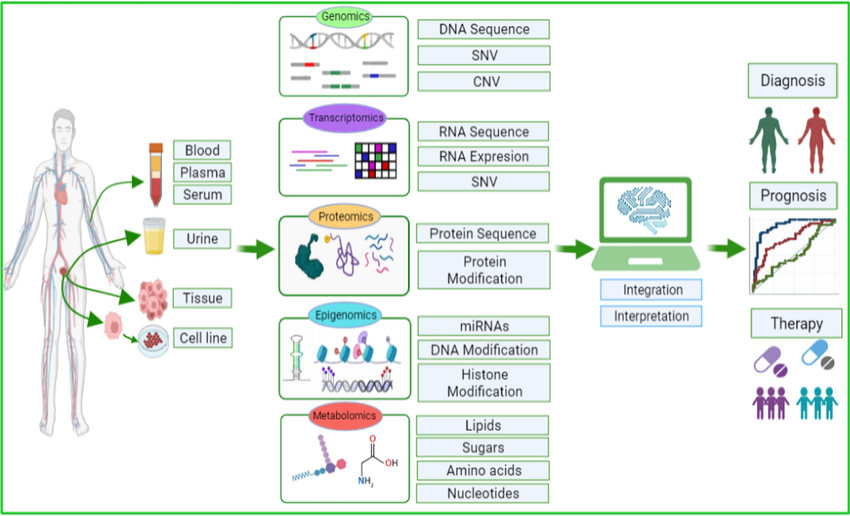 Blood
Plasma
Serum
Urine
Tissue
Cell line
Genomics
DNA Sequence
SNV
CNV
Transcriptomics
RNA Sequence
RNA Expresion
SNV
Proteomics
Protein Sequence
Protein
Modification
Epigenomics
miRNAs
DNA Modification
Histone
Modification
Metabolomics
O
OH
NH2
Lipids
Sugars
Amino acids
Nucleotides
Integration
Interpretation
Diagnosis
Prognosis
Therapy